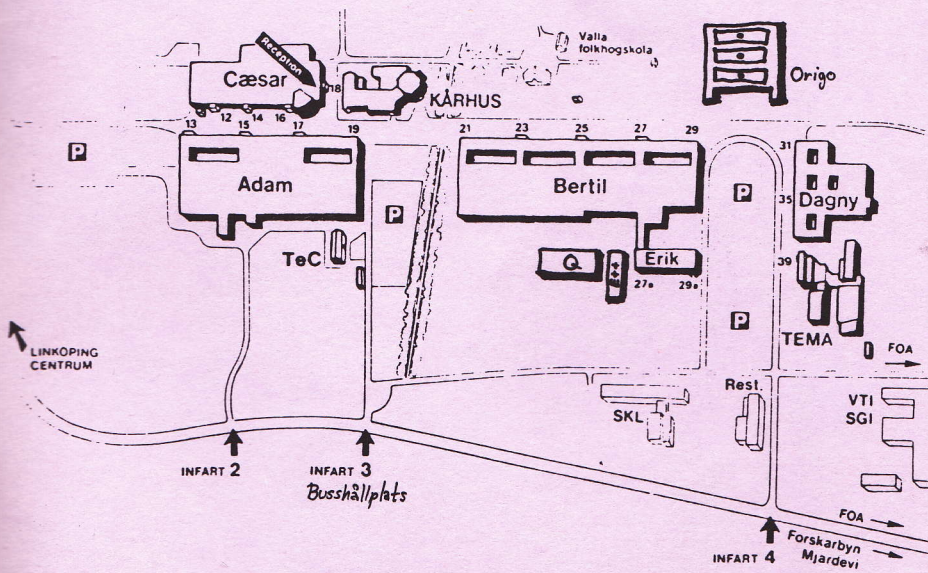 Valla
folkhogskola
Reception
Cæsar
18
KÅRHUS
Origo
12
14
16
13
15
17
19
21
23
25
27
29
31
P
Adam
P
Bertil
P
35
Dagny
TeC
Q
Erik
27a
29a
39
P
TEMA
FOA
LINKÖPING
CENTRUM
Rest.
SKL
VTI
SGI
INFART 2
INFART 3
Busshållplats
INFART 4
FOA
Forskarbyn
Mjardevi